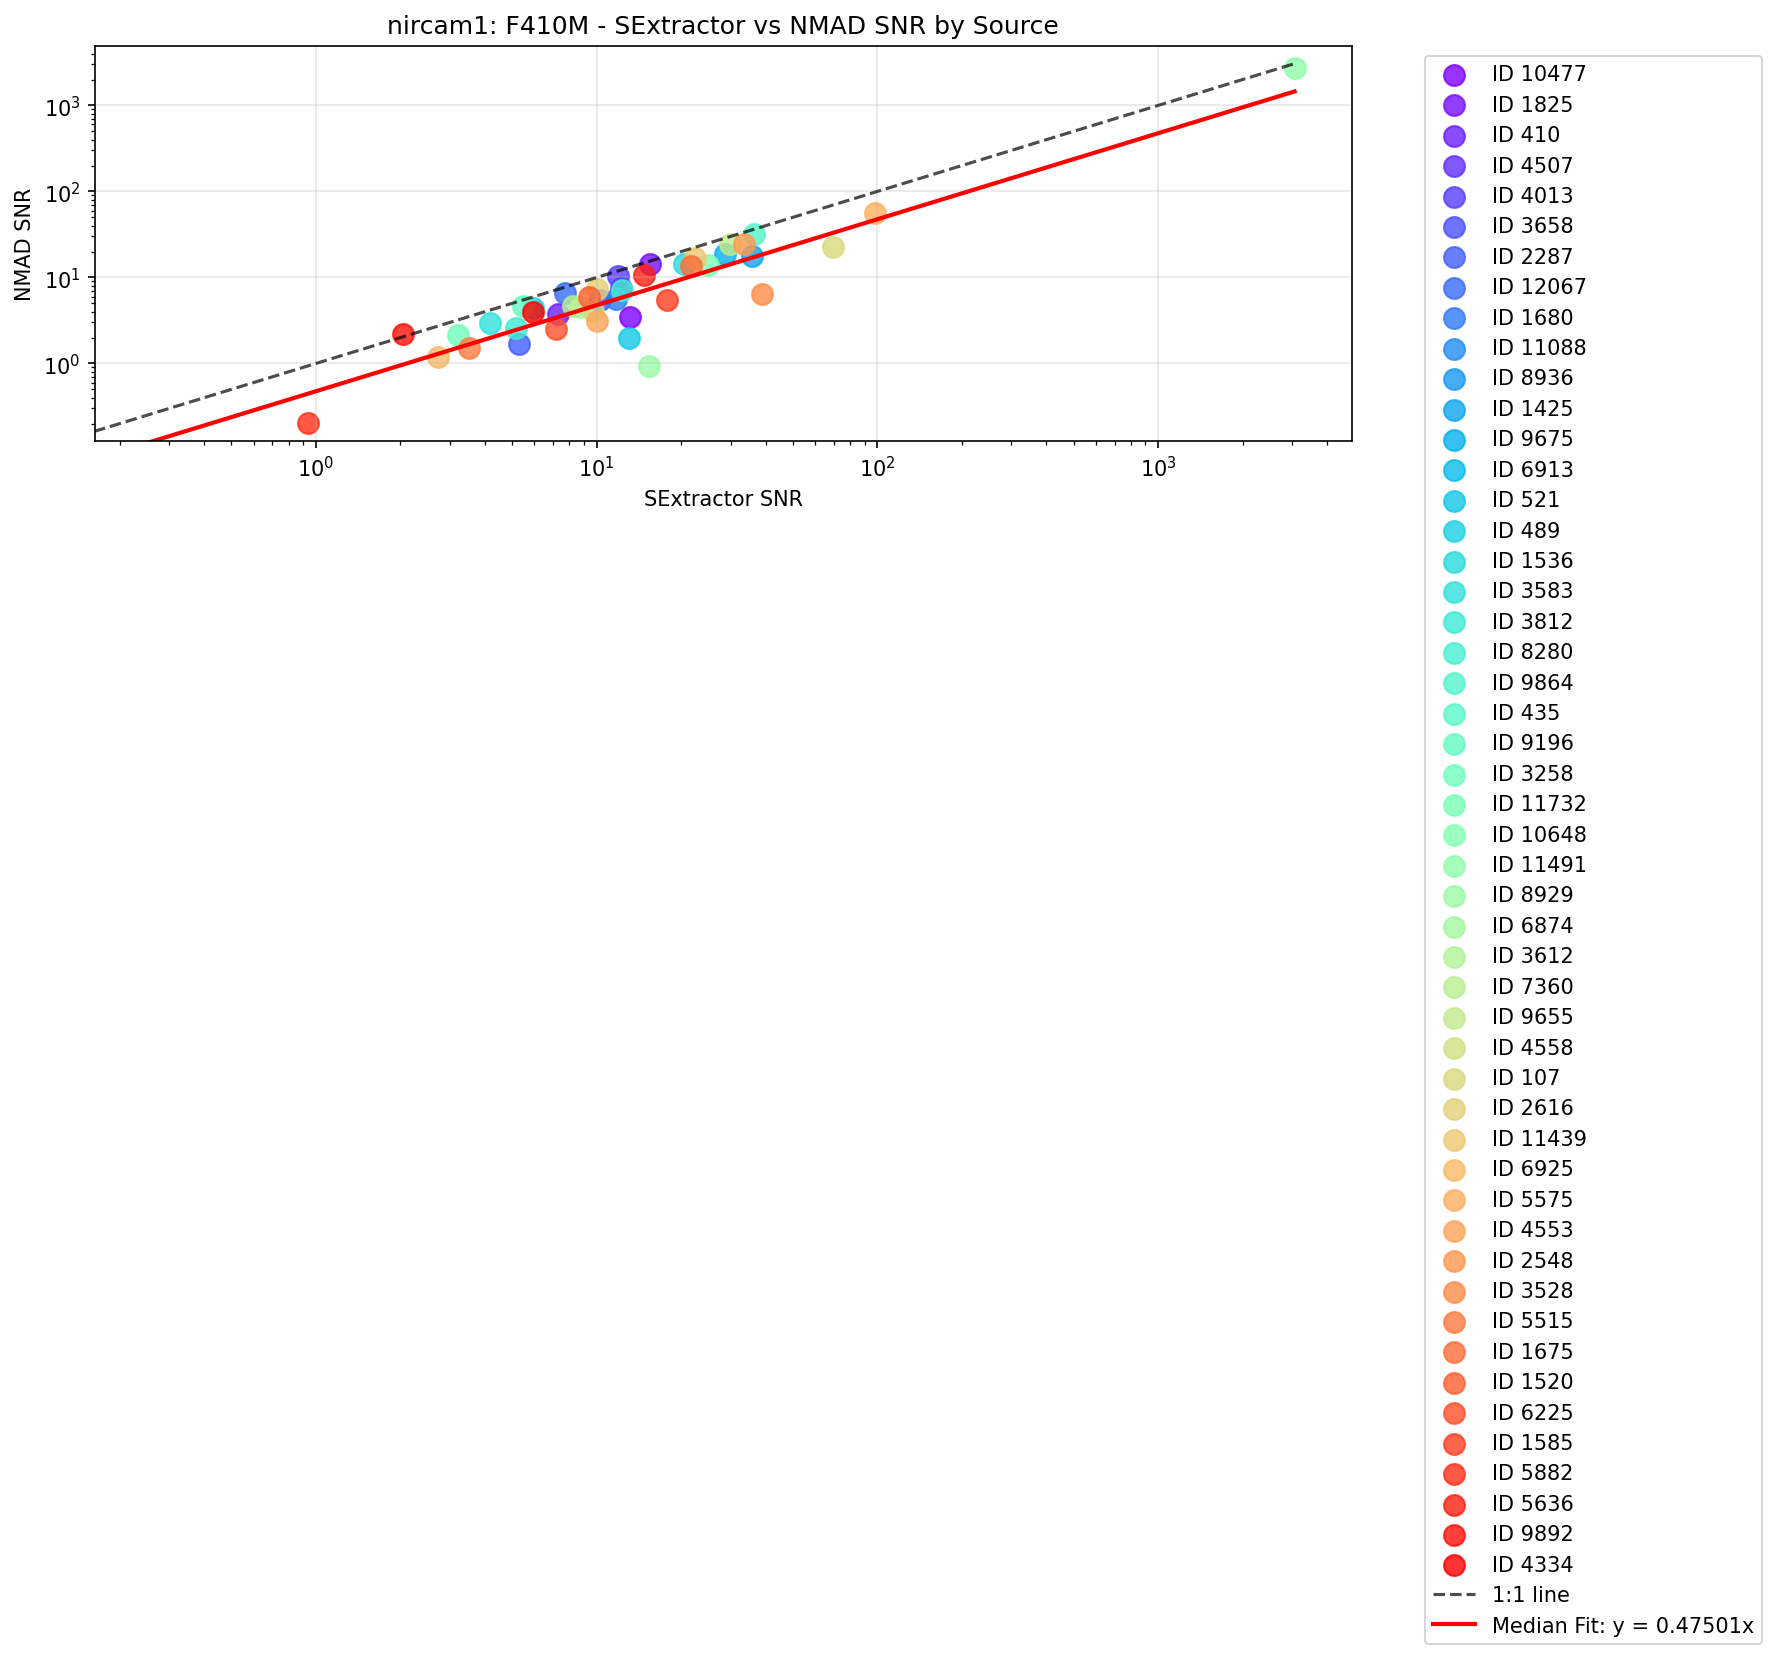 nircam1: F410M - SExtractor vs NMAD SNR by Source
NMAD SNR
10³
10²
10¹
10⁰
10⁰ 10¹ 10² 10³
SExtractor SNR
ID 10477
ID 1825
ID 410
ID 4507
ID 4013
ID 3658
ID 2287
ID 12067
ID 1680
ID 11088
ID 8936
ID 1425
ID 9675
ID 6913
ID 521
ID 489
ID 1536
ID 3583
ID 3812
ID 8280
ID 9864
ID 435
ID 9196
ID 3258
ID 11732
ID 10648
ID 11491
ID 8929
ID 6874
ID 3612
ID 7360
ID 9655
ID 4558
ID 107
ID 2616
ID 11439
ID 6925
ID 5575
ID 4553
ID 2548
ID 3528
ID 5515
ID 1675
ID 1520
ID 6225
ID 1585
ID 5882
ID 5636
ID 9892
ID 4334
1:1 line
Median Fit: y = 0.47501x